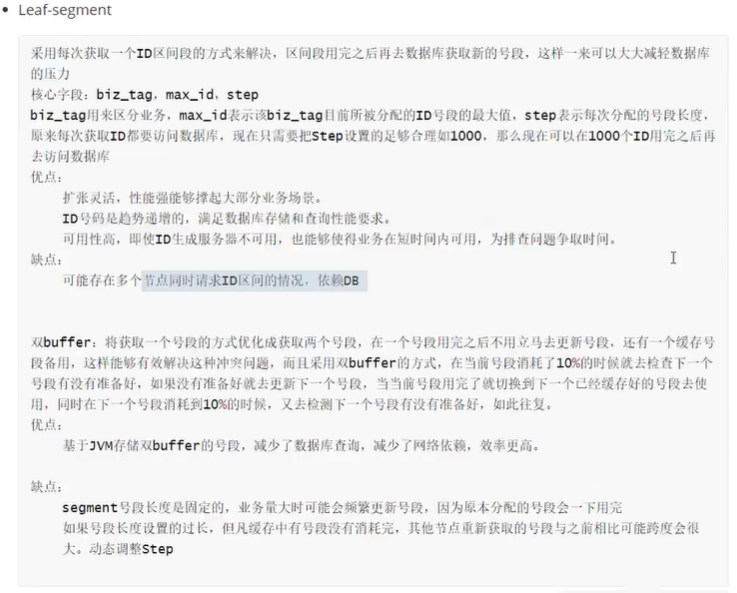 Leaf-segment
采用每次获取一个ID区间段的方式来解决，区间段用完之后再去数据库获取新的号段，这样一来可以大大减轻数据库
的压力
核心字段：biz_tag，max_id，step
biz_tag用来区分业务，max_id表示该biz_tag目前所被分配的ID号段的最大值，step表示每次分配的号段长度，
原来每次获取ID都要访问数据库，现在只需要把Step设置的足够合理如1000，那么现在可以在1000个ID用完之后再
去访问数据库
优点：
扩张灵活，性能强能够撑起大部分业务场景。
ID号码是趋势递增的，满足数据库存储和查询性能要求。
可用性高，即使ID生成服务器不可用，也能够使得业务在短时间内可用，为排查问题争取时间。
缺点：
可能存在多个节点同时请求ID区间的情况，依赖DB
双buffer：将获取一个号段的方式优化成获取两个号段，在一个号段用完之后不用立马去更新号段，还有一个缓存号
段备用，这样能够有效解决这种冲突问题，而且采用双buffer的方式，在当前号段消耗了10%的时候就去检查下一个
号段有没有准备好，如果没有准备好就去更新下一个号段，当当前号段用完了就切换到下一个已经缓存好的号段去使
用，同时在下一个号段消耗到10%的时候，又去检测下一个号段有没有准备好，如此往复。
优点：
基于JVM存储双buffer的号段，减少了数据库查询，减少了网络依赖，效率更高。
缺点：
segment号段长度是固定的，业务量大时可能会频繁更新号段，因为原本分配的号段会一下用完
如果号段长度设置的过长，但凡缓存中有号段没有消耗完，其他节点重新获取的号段与之前相比可能跨度会很
大。动态调整Step